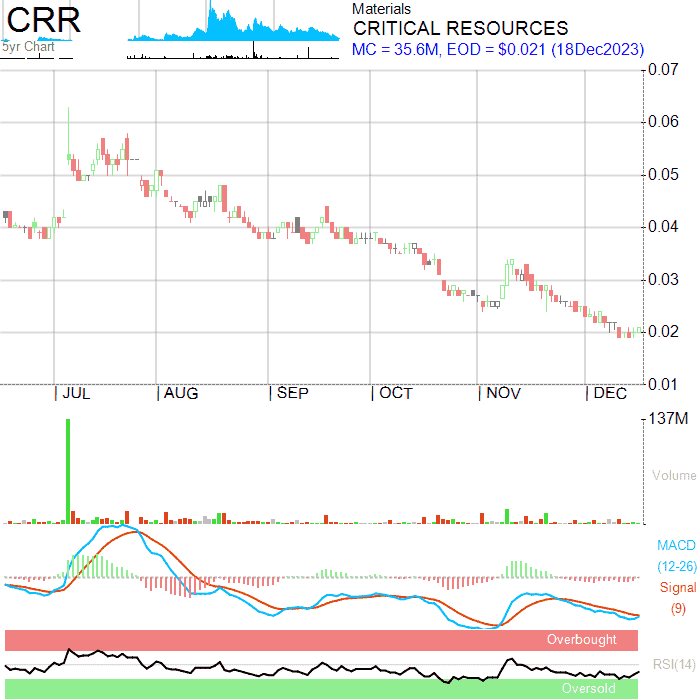 CRR
5yr Chart
Materials
CRITICAL RESOURCES
MC = 35.6M, EOD = $0.021 (18Dec2023)
0.07
0.06
0.05
0.04
0.03
0.02
0.01
JUL AUG SEP OCT NOV DEC
137M
Volume
MACD
(12-26)
Signal
(9)
Overbought
RSI(14)
Oversold